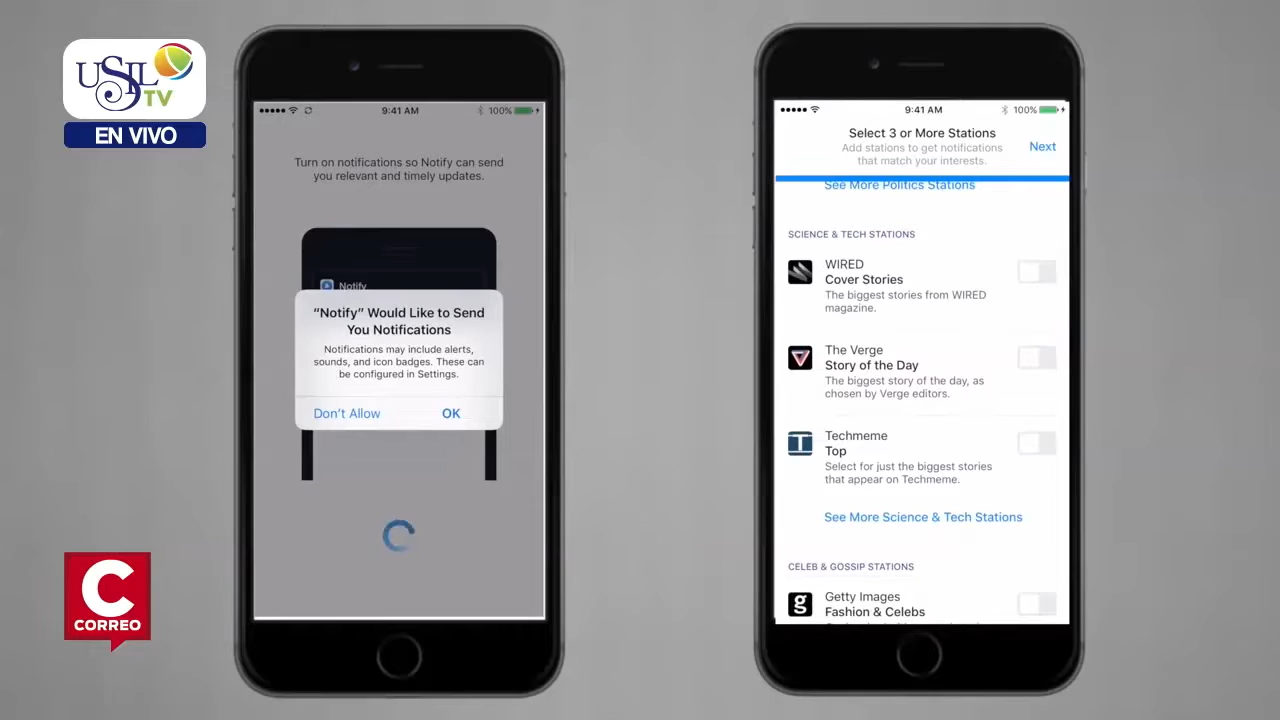 USIL
TV
EN VIVO
9:41 AM
100%
Turn on notifications so Notify can send
you relevant and timely updates.
Notify
“Notify” Would Like to Send
You Notifications
Notifications may include alerts,
sounds, and icon badges. These can
be configured in Settings.
Don’t Allow
OK
C
CORREO
9:41 AM
100%
Select 3 or More Stations
Add stations to get notifications
that match your interests.
Next
See More Politics Stations
SCIENCE & TECH STATIONS
WIRED
Cover Stories
The biggest stories from WIRED
magazine.
The Verge
Story of the Day
The biggest story of the day, as
chosen by Verge editors.
T
Techmeme
Top
Select for just the biggest stories
that appear on Techmeme.
See More Science & Tech Stations
CELEB & GOSSIP STATIONS
g
Getty Images
Fashion & Celebs